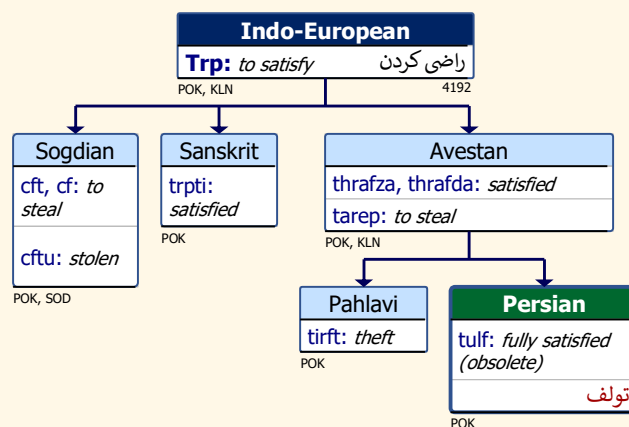 Indo-European
Trp: to satisfy راضی کردن
POK, KLN 4192
Sogdian
cft, cf: to
steal
cftu: stolen
POK, SOD
Sanskrit
trpti:
satisfied
POK
Avestan
thrafza, thrafda: satisfied
tarep: to steal
POK, KLN
Pahlavi
tirft: theft
POK
Persian
tulf: fully satisfied
(obsolete)
تولف
POK